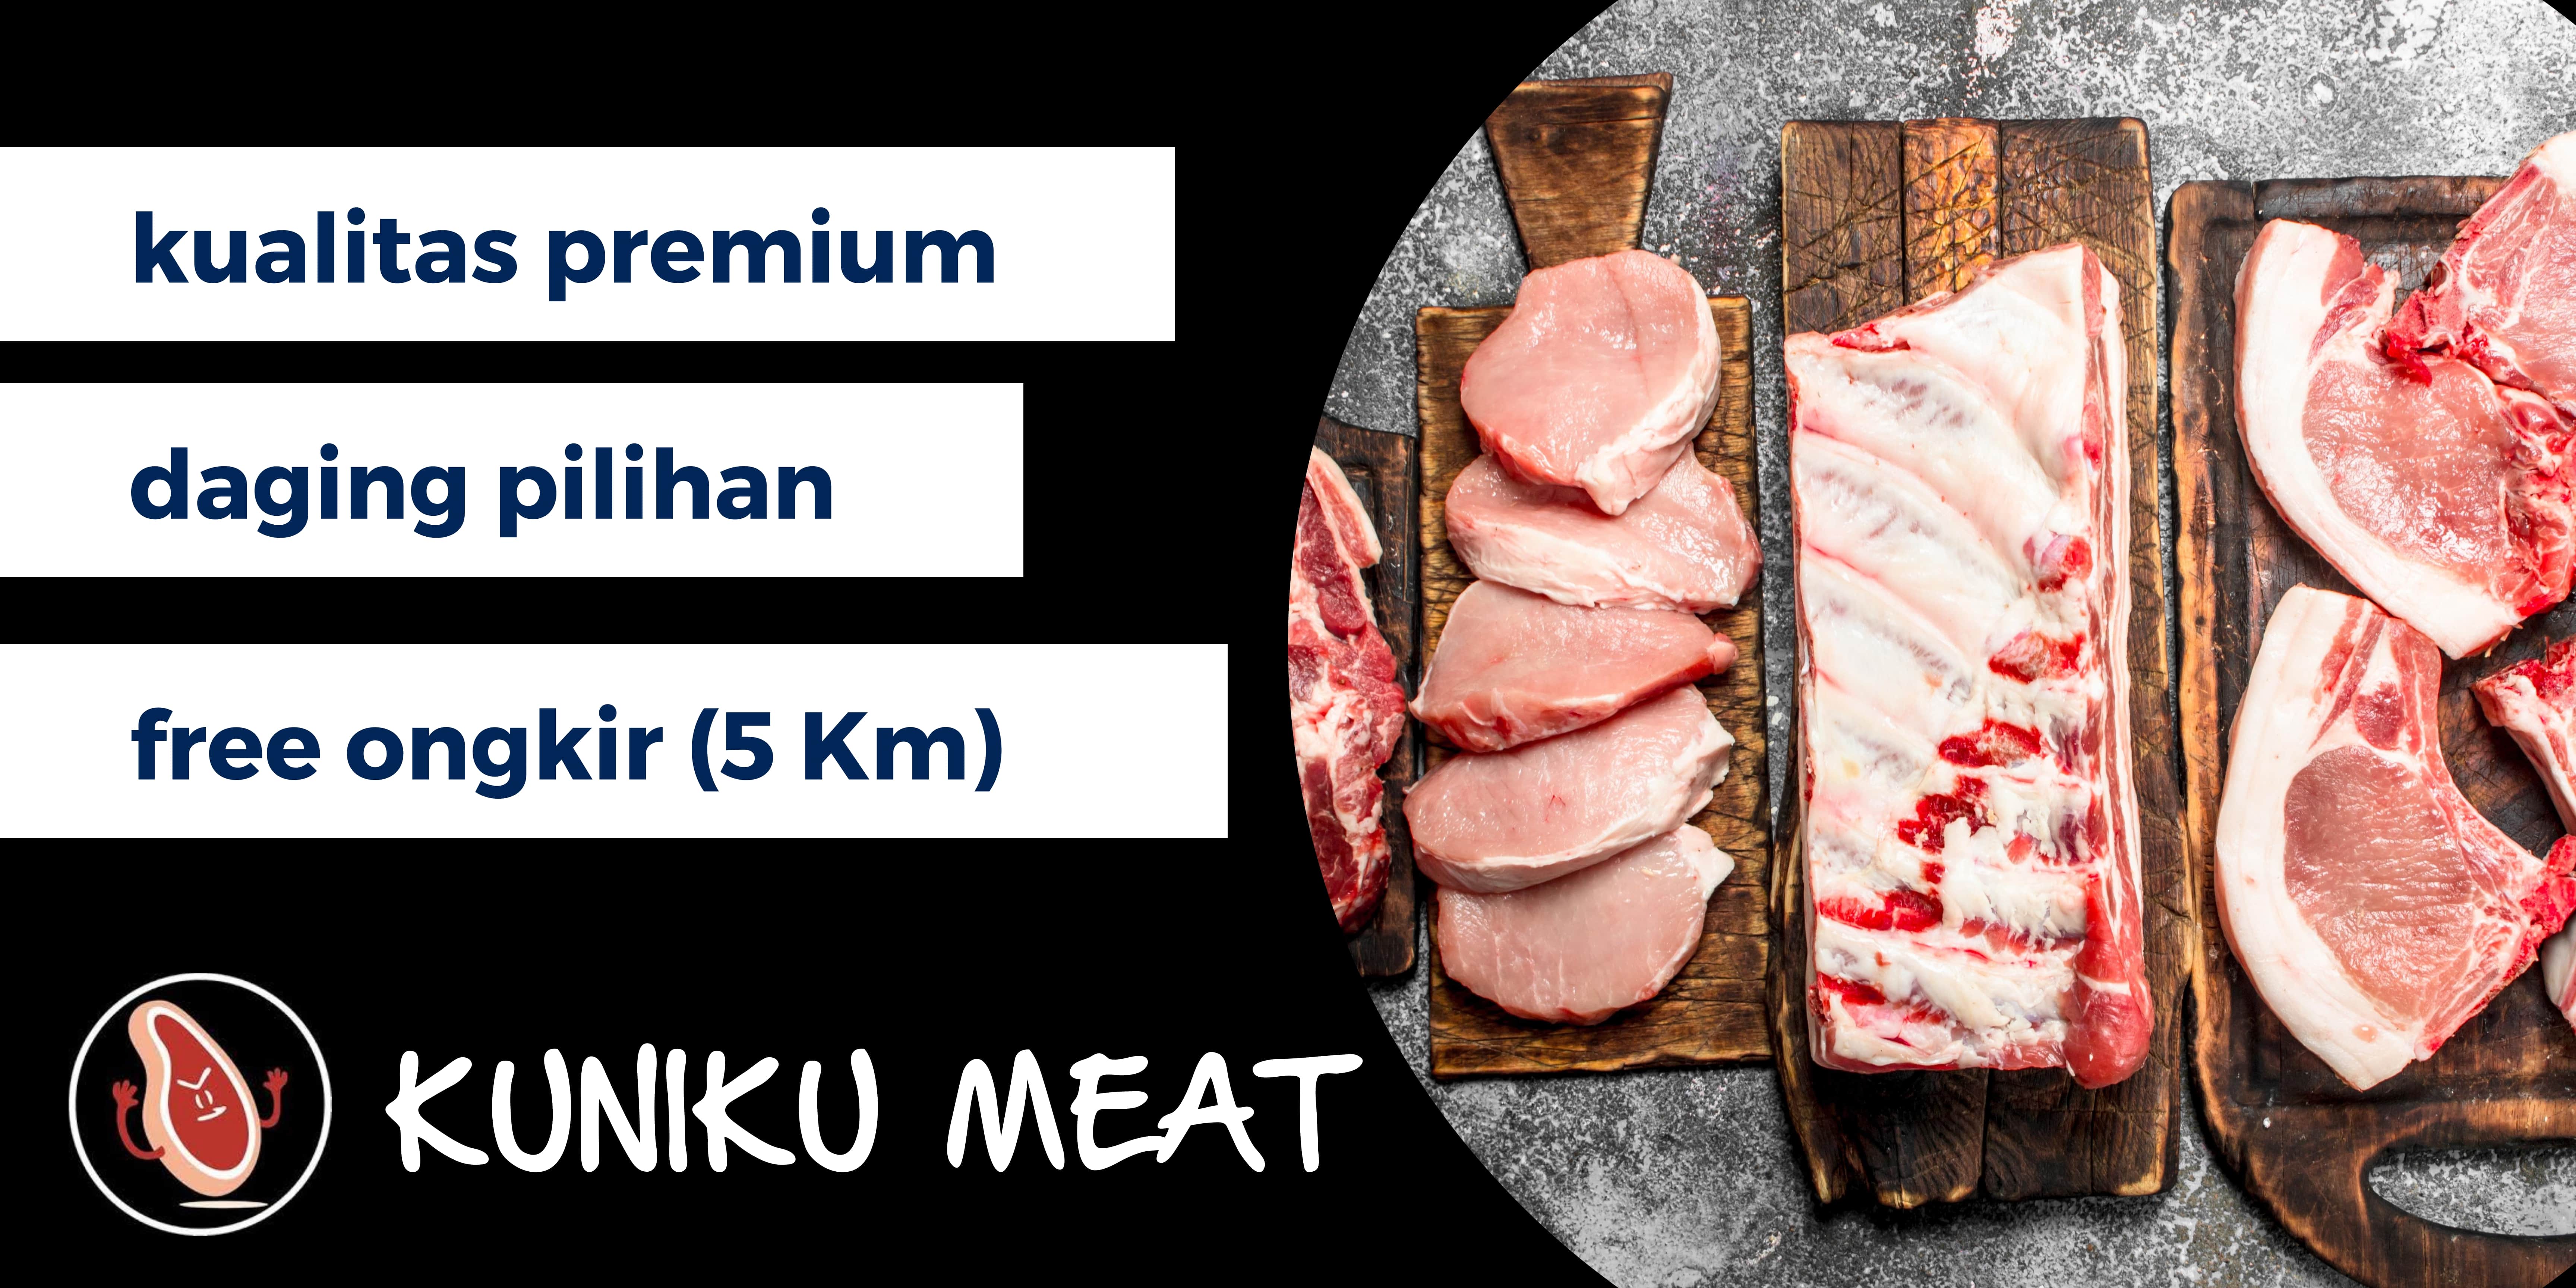 kualitas premium
daging pilihan
free ongkir (5 Km)
KUNIKU MEAT